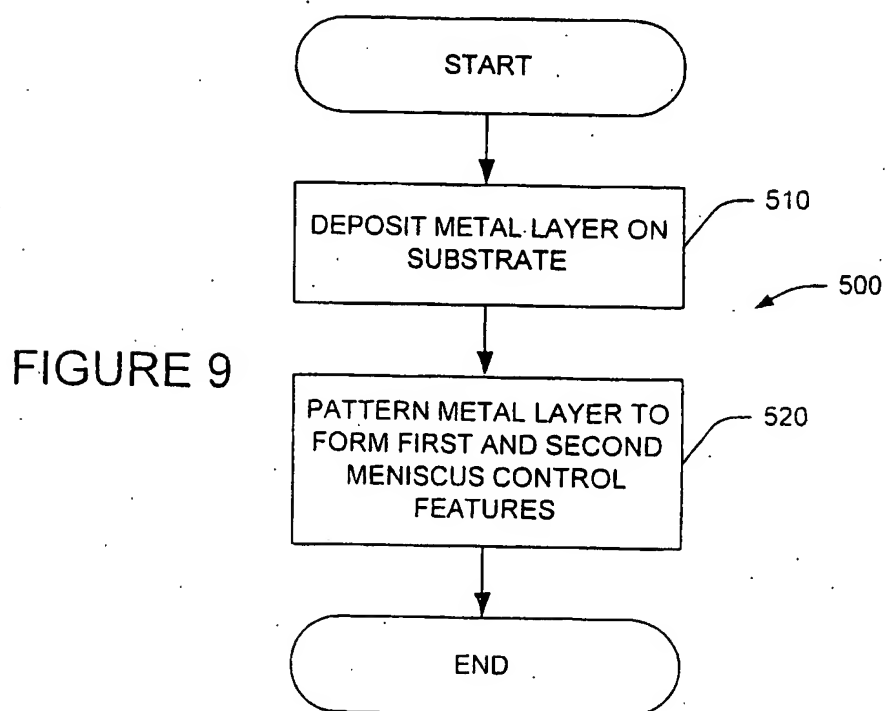 START
DEPOSIT METAL LAYER ON
SUBSTRATE
510
500
FIGURE 9
PATTERN METAL LAYER TO
FORM FIRST AND SECOND
MENISCUS CONTROL
FEATURES
520
END